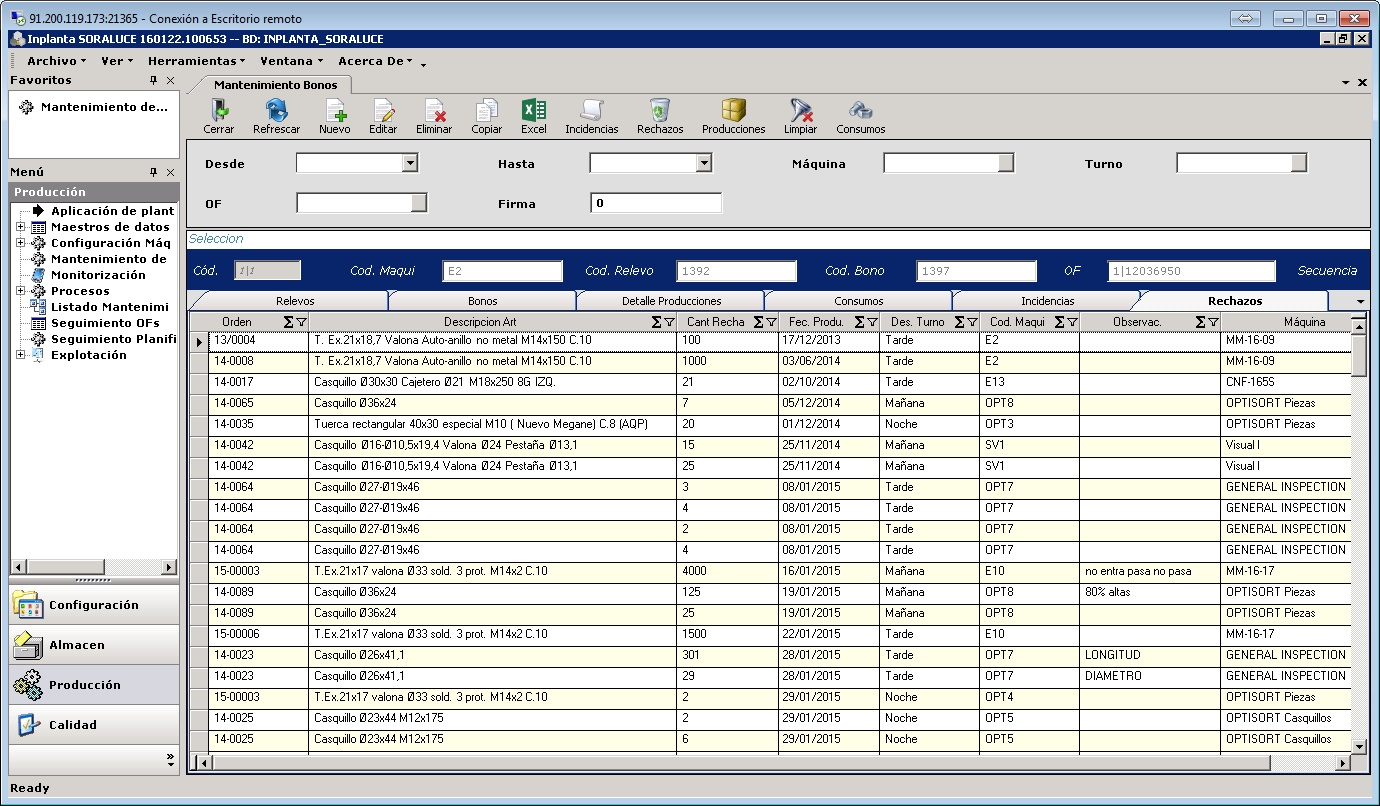 91.200.119.173:21365 - Conexión a Escritorio remoto
Inplanta SORALUCE 160122.100653 -- BD: INPLANTA_SORALUCE
Archivo Ver Herramientas Ventana Acerca De
Favoritos
Mantenimiento de...
Menú
Producción
Aplicación de plant
Maestros de datos
Configuración Máq
Mantenimiento de
Monitorización
Procesos
Listado Mantenimi
Seguimiento OFs
Seguimiento Planifi
Explotación
Configuración
Almacen
Producción
Calidad
Mantenimiento Bonos
Cerrar Refrescar Nuevo Editar Eliminar Copiar Excel Incidencias Rechazos Producciones Limpiar Consumos
Desde Hasta Máquina Turno
OF Firma 0
Seleccion
Cód. 1|1 Cod. Maqui E2 Cod. Relevo 1392 Cod. Bono 1397 OF 1|12036950 Secuencia
Relevos Bonos Detalle Producciones Consumos Incidencias Rechazos
Orden Descripcion Art Cant Recha Fec. Produ. Des. Turno Cod. Maqui Observac. Máquina
13/0004 T. Ex.21x18,7 Valona Auto-anillo no metal M14x150 C.10 100 17/12/2013 Tarde E2 MM-16-09
14-0008 T. Ex.21x18,7 Valona Auto-anillo no metal M14x150 C.10 1000 03/06/2014 Tarde E2 MM-16-09
14-0017 Casquillo Ø30x30 Cajetero Ø21 M18x250 8G IZQ. 21 02/10/2014 Tarde E13 CNF-165S
14-0065 Casquillo Ø36x24 7 05/12/2014 Mañana OPT8 OPTISORT Piezas
14-0035 Tuerca rectangular 40x30 especial M10 ( Nuevo Megane) C.8 (AQP) 20 01/12/2014 Noche OPT3 OPTISORT Piezas
14-0042 Casquillo Ø16-Ø10,5x19,4 Valona Ø24 Pestaña Ø13,1 15 25/11/2014 Mañana SV1 Visual I
14-0042 Casquillo Ø16-Ø10,5x19,4 Valona Ø24 Pestaña Ø13,1 25 25/11/2014 Mañana SV1 Visual I
14-0064 Casquillo Ø27-Ø19x46 3 08/01/2015 Tarde OPT7 GENERAL INSPECTION
14-0064 Casquillo Ø27-Ø19x46 4 08/01/2015 Tarde OPT7 GENERAL INSPECTION
14-0064 Casquillo Ø27-Ø19x46 2 08/01/2015 Tarde OPT7 GENERAL INSPECTION
14-0064 Casquillo Ø27-Ø19x46 4 08/01/2015 Tarde OPT7 GENERAL INSPECTION
15-00003 T.Ex.21x17 valona Ø33 sold. 3 prot. M14x2 C.10 4000 16/01/2015 Mañana E10 no entra pasa no pasa MM-16-17
14-0089 Casquillo Ø36x24 125 19/01/2015 Mañana OPT8 80% altas OPTISORT Piezas
14-0089 Casquillo Ø36x24 25 19/01/2015 Mañana OPT8 OPTISORT Piezas
15-00006 T.Ex.21x17 valona Ø33 sold. 3 prot. M14x2 C.10 1500 22/01/2015 Tarde E10 MM-16-17
14-0023 Casquillo Ø26x41,1 301 28/01/2015 Tarde OPT7 LONGITUD GENERAL INSPECTION
14-0023 Casquillo Ø26x41,1 29 28/01/2015 Tarde OPT7 DIAMETRO GENERAL INSPECTION
15-00003 T.Ex.21x17 valona Ø33 sold. 3 prot. M14x2 C.10 2 29/01/2015 Noche OPT4 OPTISORT Piezas
14-0025 Casquillo Ø23x44 M12x175 2 29/01/2015 Noche OPT5 OPTISORT Casquillos
14-0025 Casquillo Ø23x44 M12x175 6 29/01/2015 Noche OPT5 OPTISORT Casquillos
Ready